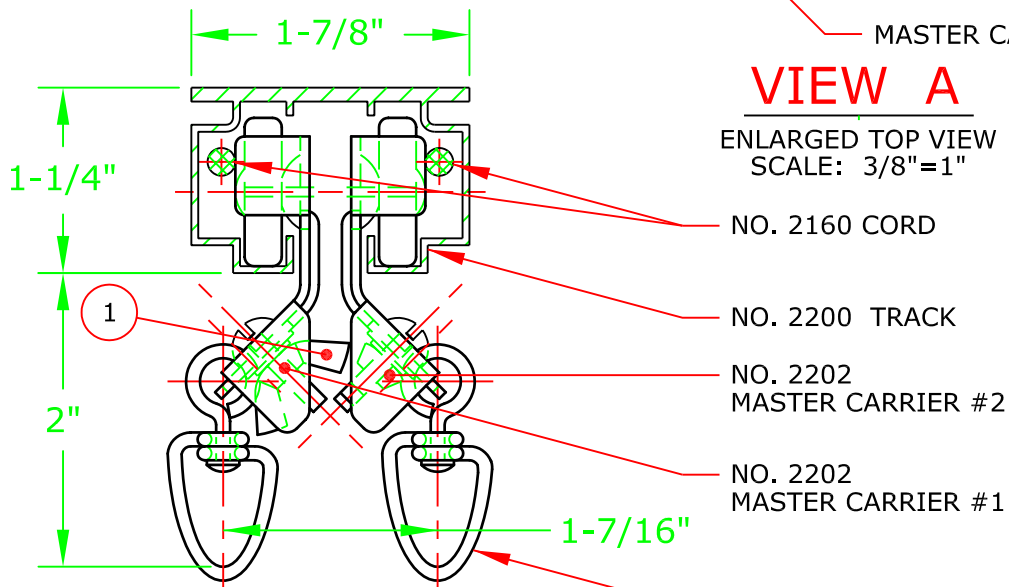 1-7/8"
MASTER
VIEW A
ENLARGED TOP VIEW
SCALE: 3/8"=1"
1-1/4"
NO. 2160 CORD
1
NO. 2200 TRACK
NO. 2202
MASTER CARRIER #2
2"
NO. 2202
MASTER CARRIER #1
1-7/16"